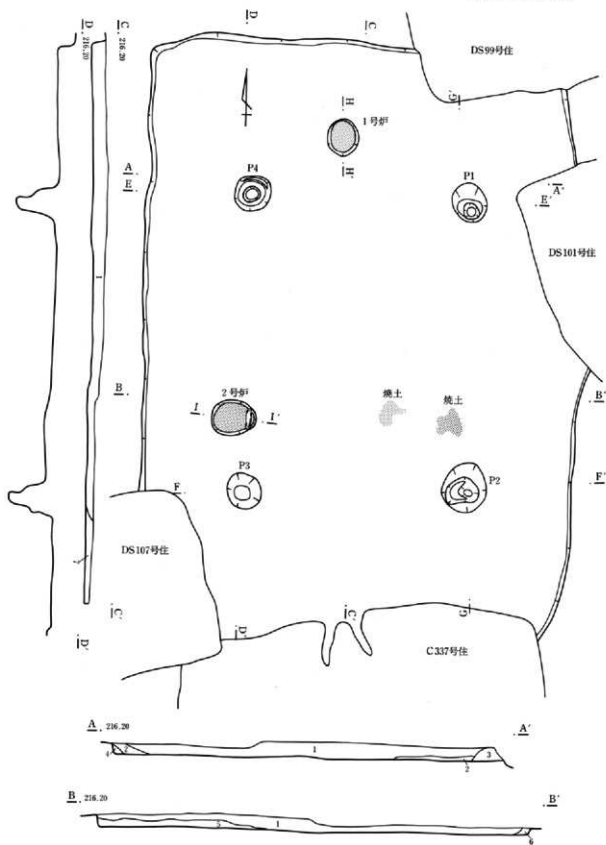 D
C
D
216.20
C
216.20
DS99号住
H
G
1号炉
H'
A
E
P4
P1
A'
E'
DS101号住
1
B
2号炉
焼土
焼土
B'
I
I'
F
P3
P2
F'
DS107号住
C'
D'
D'
C'
G
C337号住
A 216.20
A'
4
2
1
2
3
B 216.20
B'
5
1
6